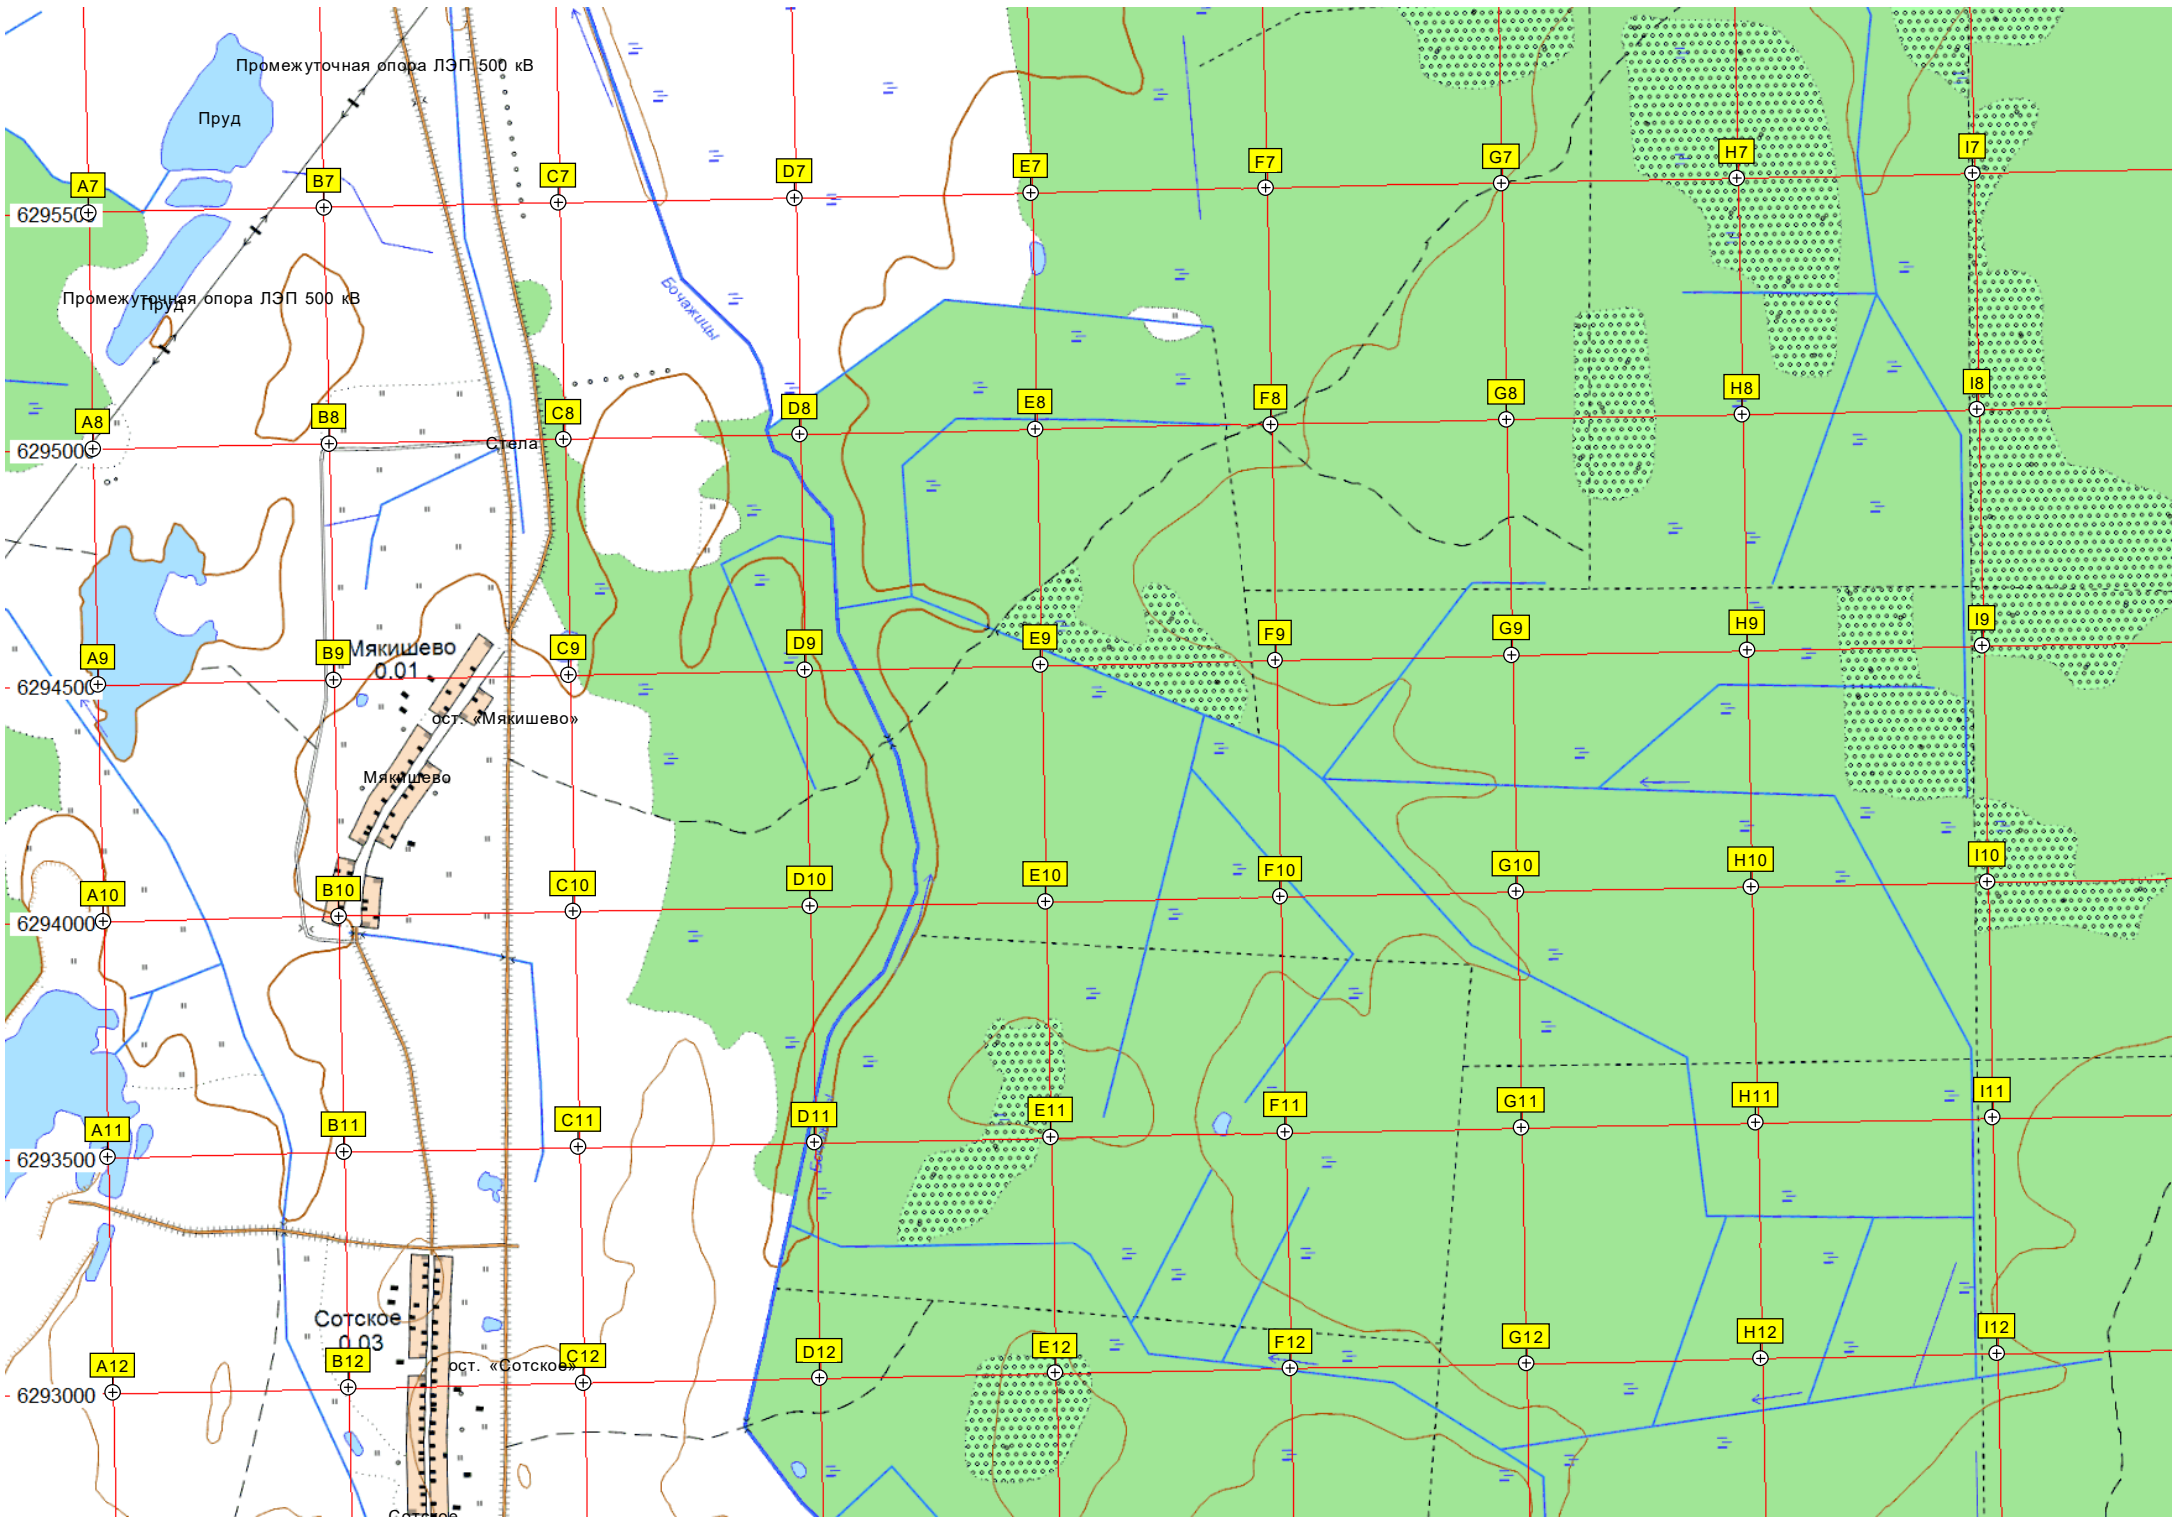 Промежуточная опора ЛЭП 500 кВ
Пруд
A7
B7
C7
D7
E7
F7
G7
H7
I7
6295500
Бочажицы
Промежуточная опора ЛЭП 500 кВ
Пруд
A8
B8
C8
D8
E8
F8
G8
H8
I8
Стела
6295000
A9
B9
C9
D9
E9
F9
G9
H9
I9
Мякишево
0.01
6294500
ост. «Мякишево»
Мякишево
A10
B10
C10
D10
E10
F10
G10
H10
I10
6294000
A11
B11
C11
D11
E11
F11
G11
H11
I11
6293500
Сотское
0.03
A12
B12
C12
D12
E12
F12
G12
H12
I12
ост. «Сотское»
6293000
Сотское